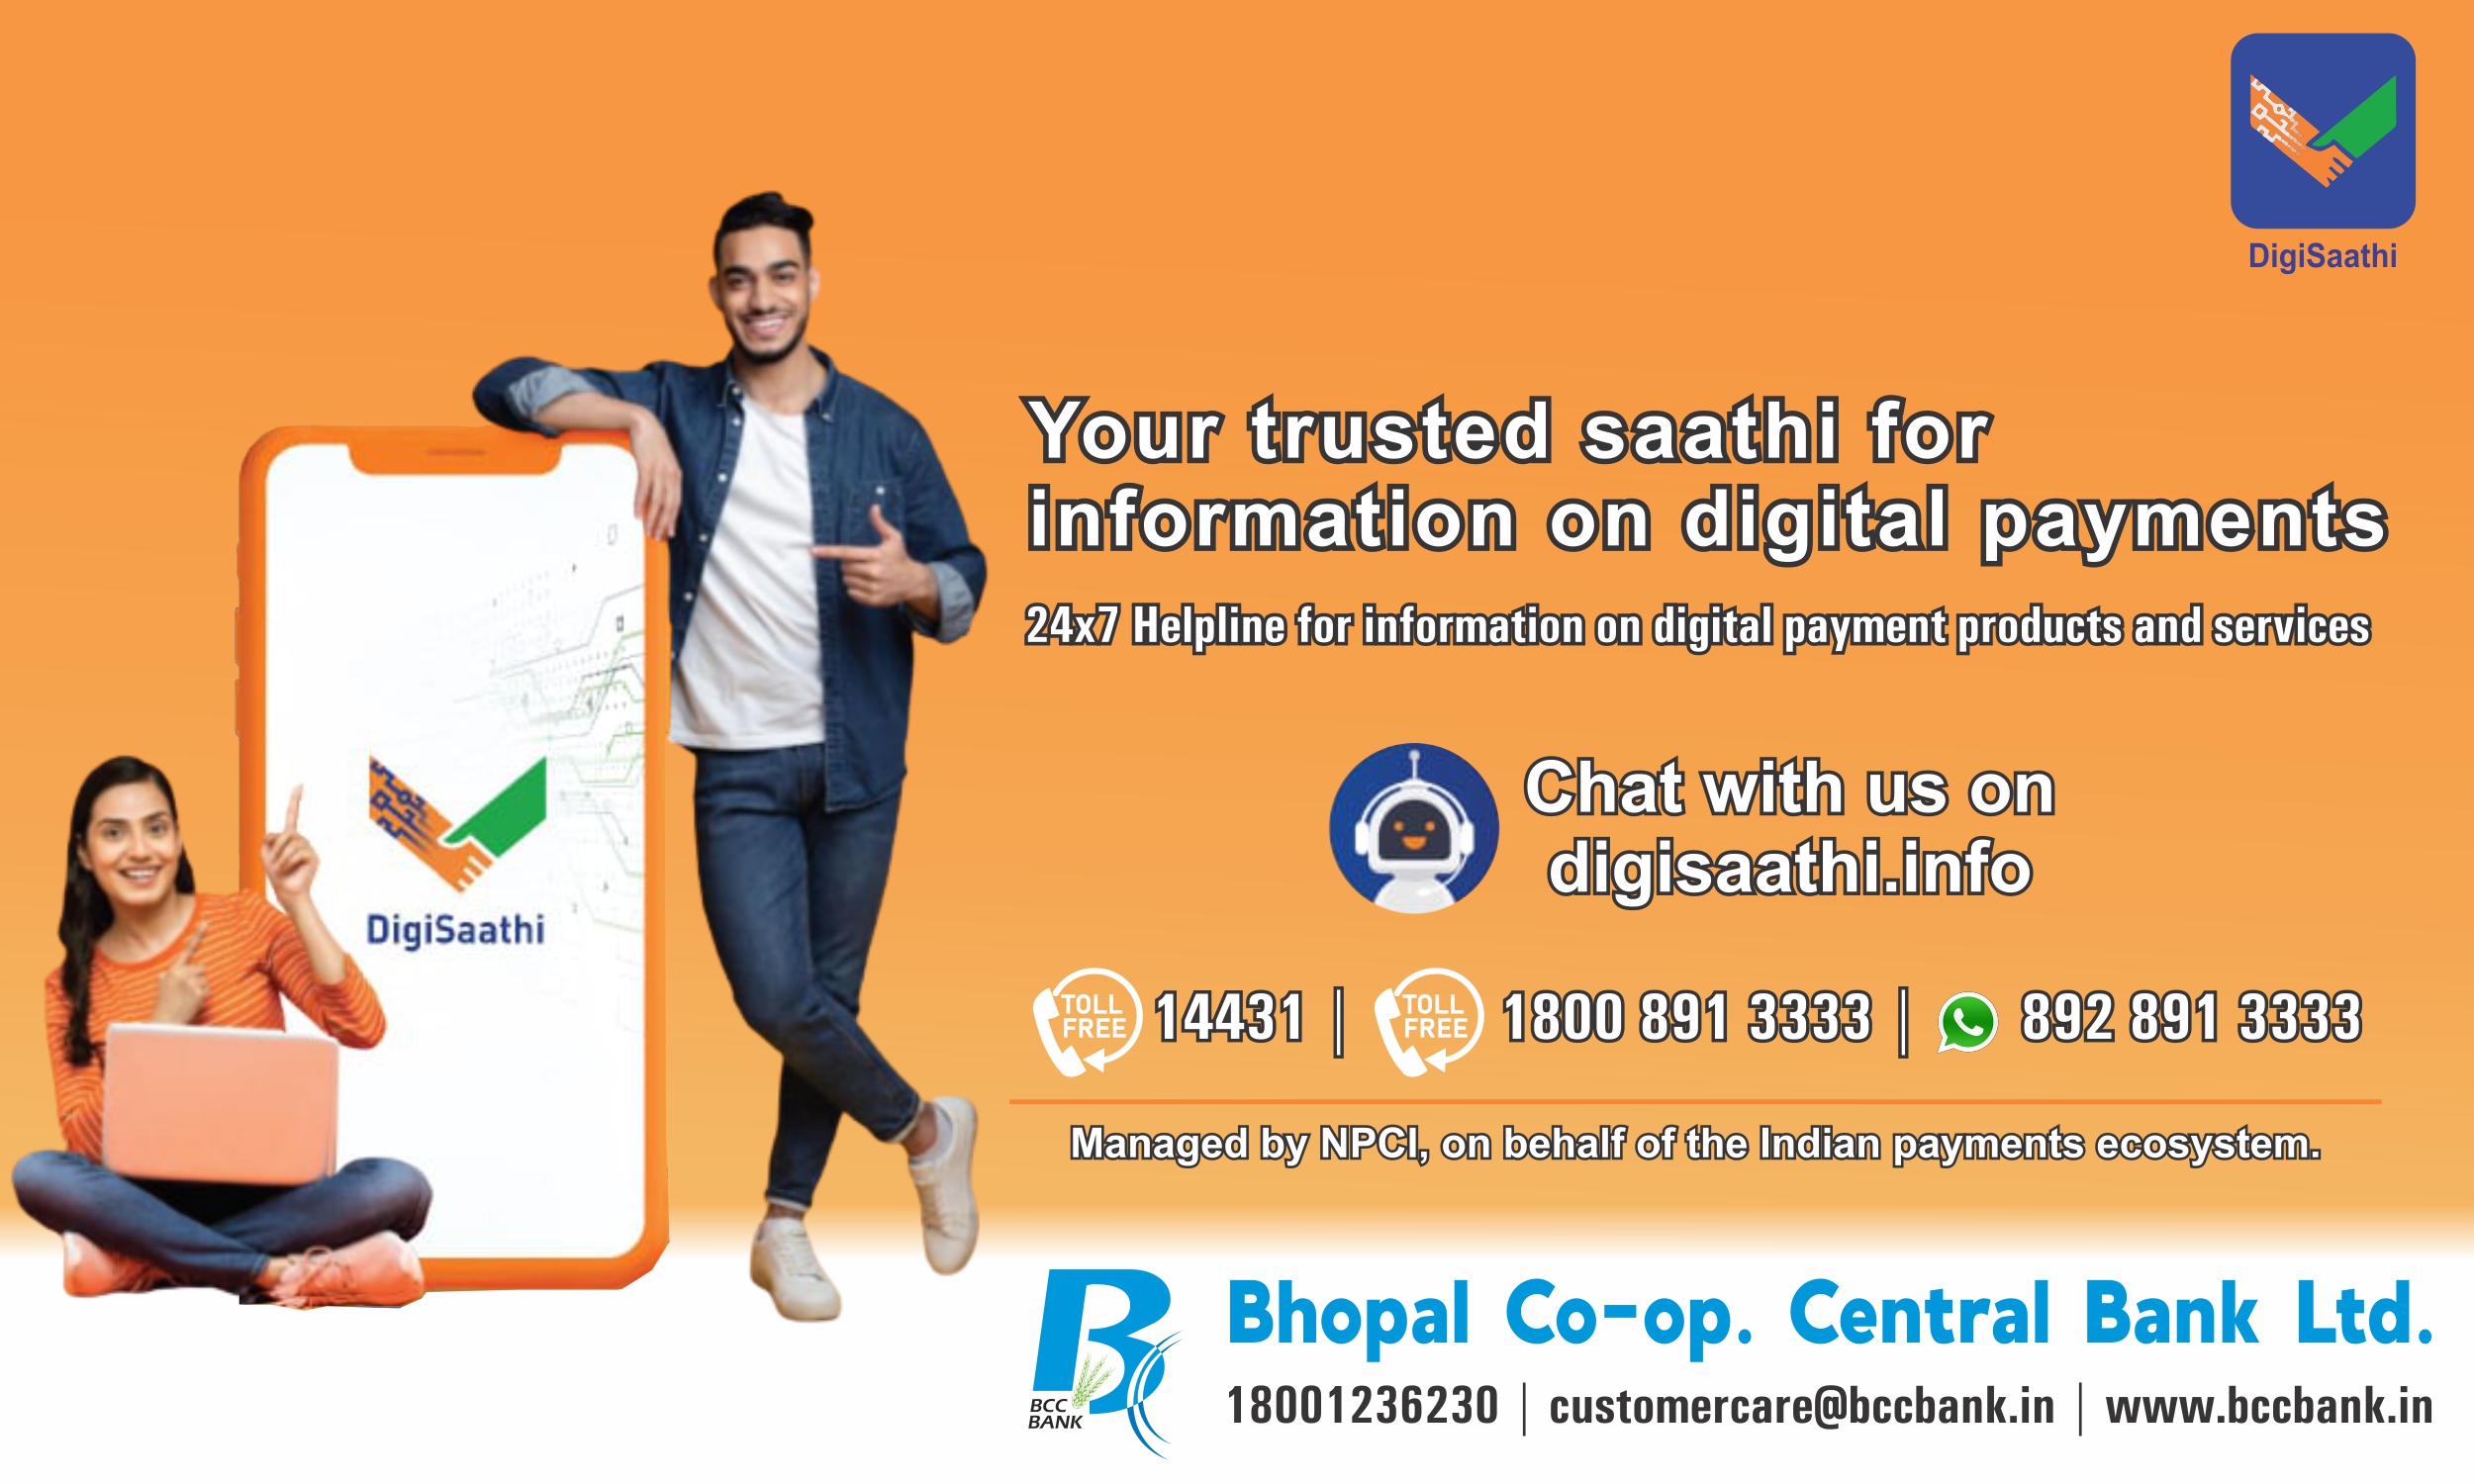 DigiSaathi
Your trusted saathi for
information on digital payments
24x7 Helpline for information on digital payment products and services
Chat with us on
digisaathi.info
DigiSaathi
TOLL FREE 14431 | TOLL FREE 1800 891 3333 | 892 891 3333
Managed by NPCI, on behalf of the Indian payments ecosystem.
BCC
BANK
Bhopal Co-op. Central Bank Ltd.
18001236230 | customercare@bccbank.in | www.bccbank.in